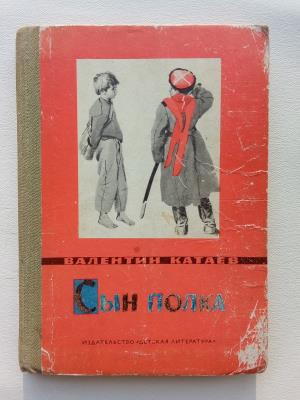 ВАЛЕНТИН КАТАЕВ
СЫН ПОЛКА
ИЗДАТЕЛЬСТВО «ДЕТСКАЯ ЛИТЕРАТУРА»